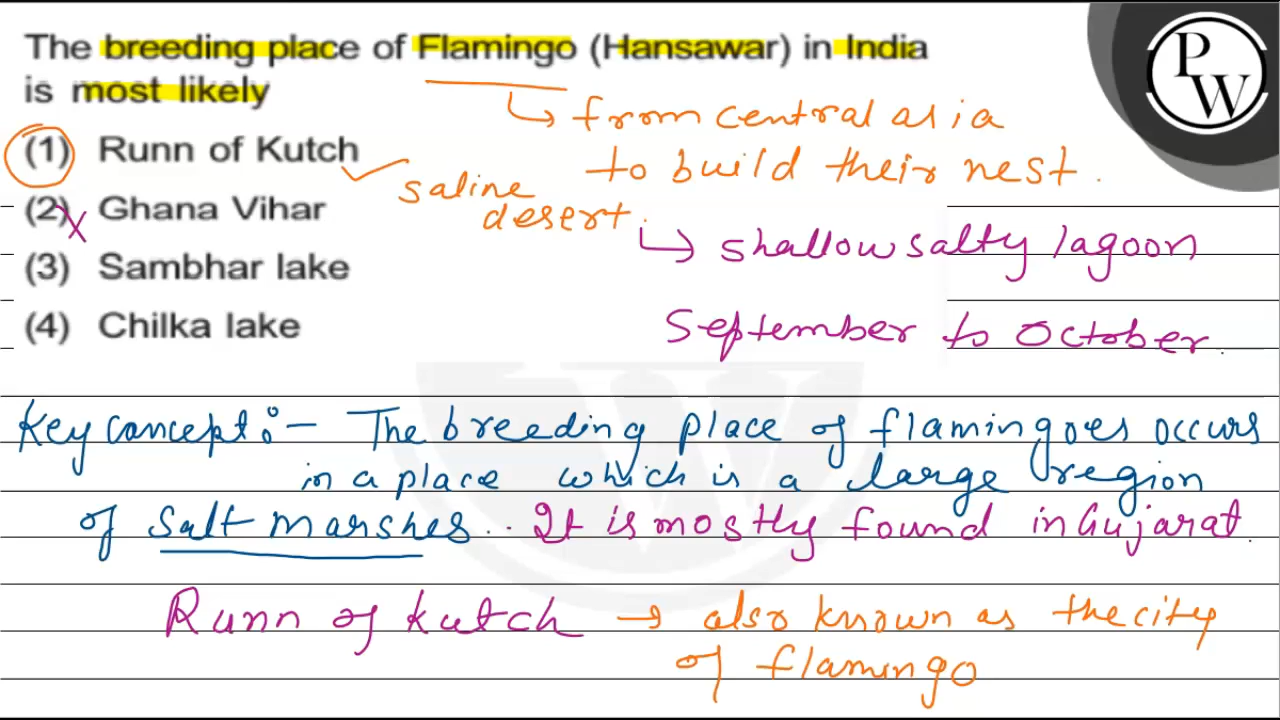 The breeding place of Flamingo (Hansawar) in India
is most likely
(1) Runn of Kutch
(2) Ghana Vihar
(3) Sambhar lake
(4) Chilka lake
from central asia
to build their nest.
saline
desert.
shallow salty lagoon
September to October.
Key concept:- The breeding place of flamingoes occurs
in a place which is a large region
of salt marshes. It is mostly found in Gujarat.
Runn of Kutch → also known as the city
of flamingo
PW